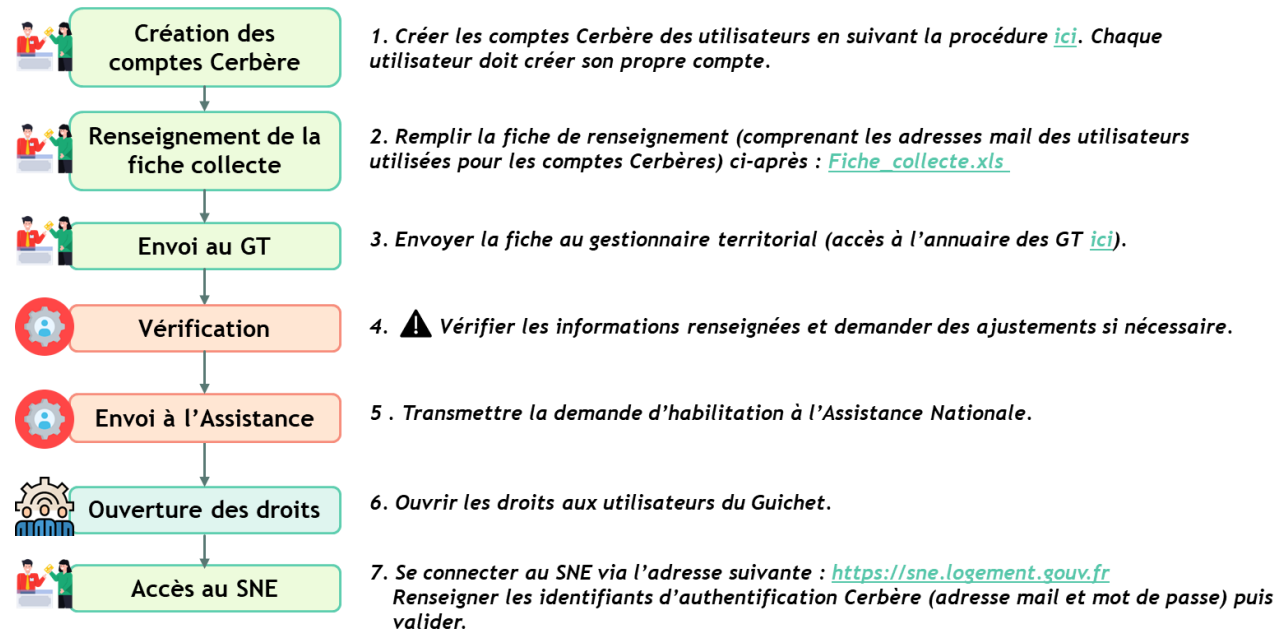 Création des
comptes Cerbère
1. Créer les comptes Cerbère des utilisateurs en suivant la procédure ici. Chaque
utilisateur doit créer son propre compte.
Renseignement de la
fiche collecte
2. Remplir la fiche de renseignement (comprenant les adresses mail des utilisateurs
utilisées pour les comptes Cerbères) ci-après : Fiche_collecte.xls
Envoi au GT
3. Envoyer la fiche au gestionnaire territorial (accès à l’annuaire des GT ici).
Vérification
4. Vérifier les informations renseignées et demander des ajustements si nécessaire.
Envoi à l’Assistance
5 . Transmettre la demande d’habilitation à l’Assistance Nationale.
Ouverture des droits
6. Ouvrir les droits aux utilisateurs du Guichet.
Accès au SNE
7. Se connecter au SNE via l’adresse suivante : https://sne.logement.gouv.fr
Renseigner les identifiants d’authentification Cerbère (adresse mail et mot de passe) puis
valider.